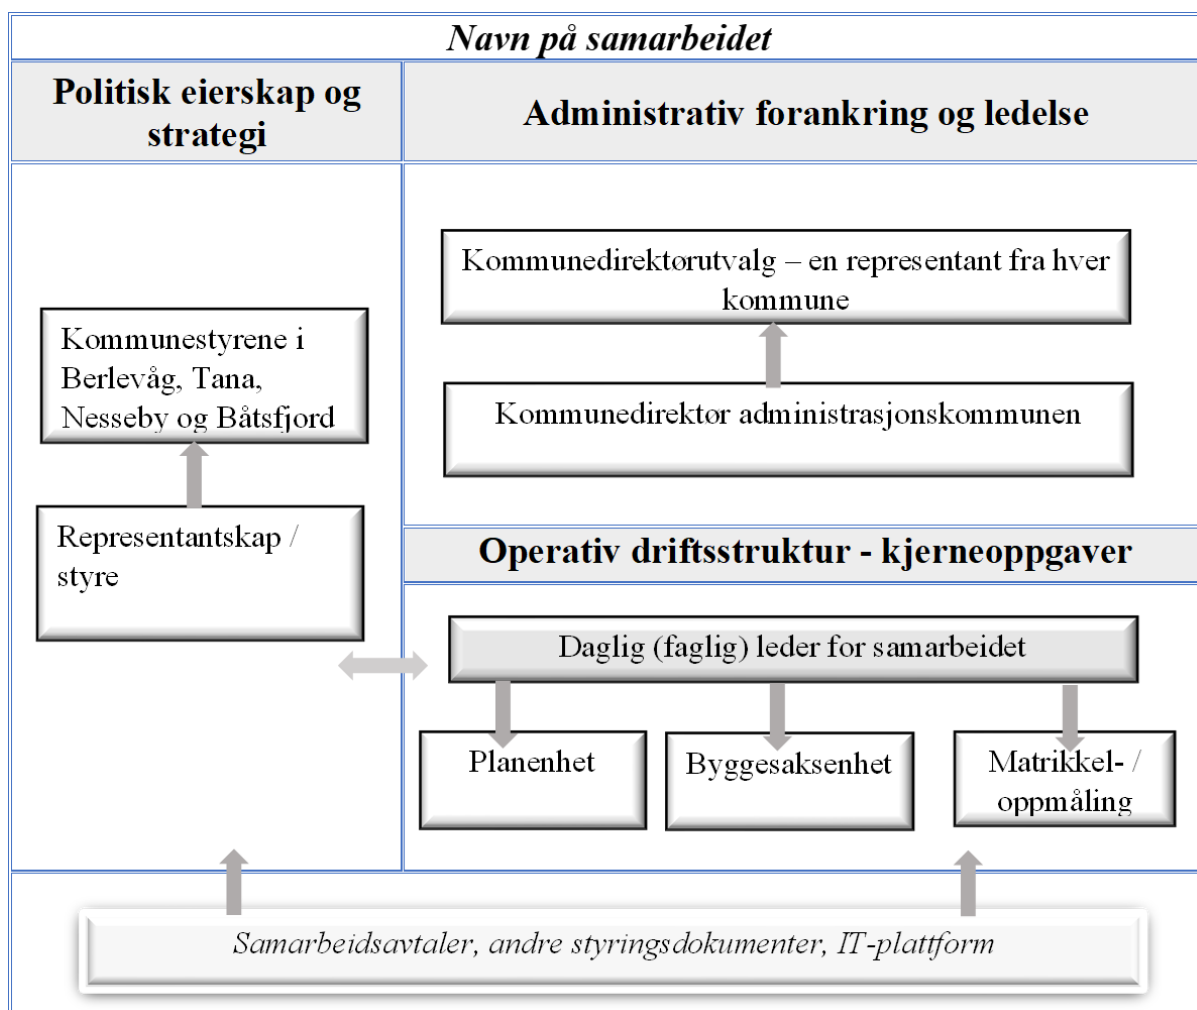 Navn på samarbeidet
Politisk eierskap og
strategi
Administrativ forankring og ledelse
Kommunestyrene i
Berlevåg, Tana,
Nesseby og Båtsfjord
Representantskap /
styre
Kommunedirektørutvalg – en representant fra hver
kommune
Kommunedirektør administrasjonskommunen
Operativ driftsstruktur - kjerneoppgaver
Daglig (faglig) leder for samarbeidet
Planenhet
Byggesaksenhet
Matrikkel- /
oppmåling
Samarbeidsavtaler, andre styringsdokumenter, IT-plattform